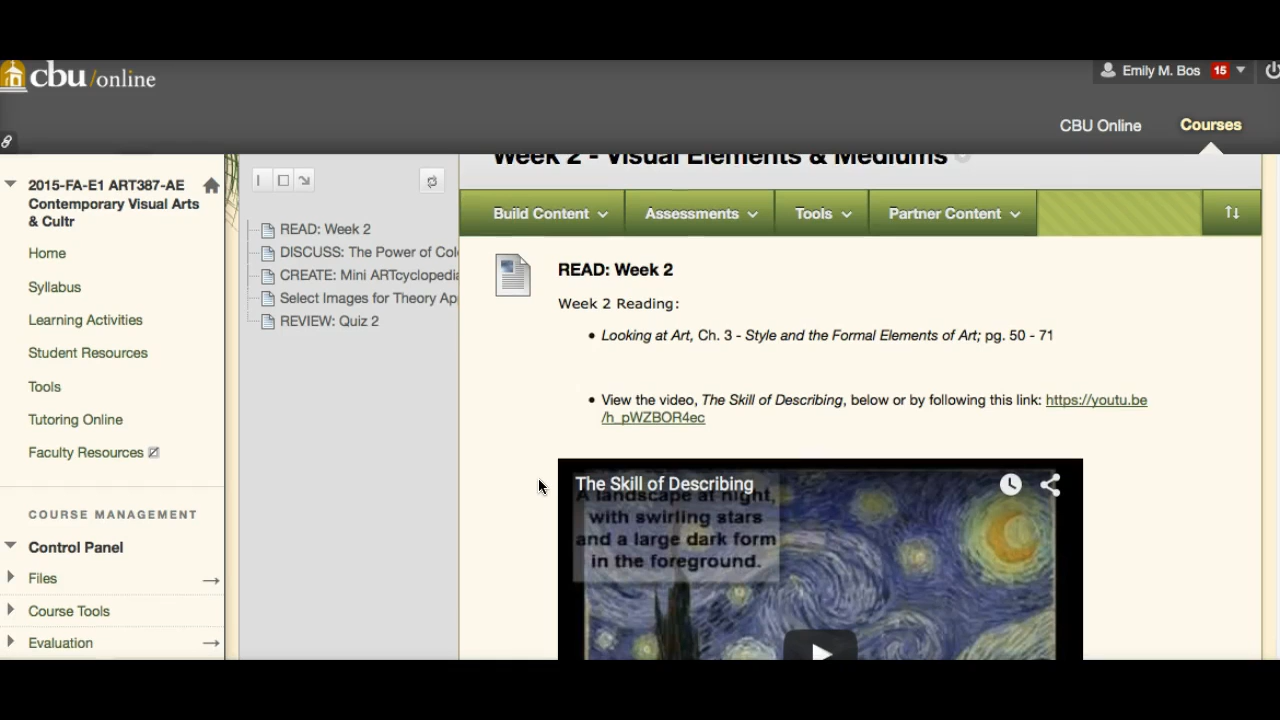 cbu/online
Emily M. Bos 15
CBU Online
Courses
2015-FA-E1 ART387-AE
Contemporary Visual Arts
& Cultr
Home
Syllabus
Learning Activities
Student Resources
Tools
Tutoring Online
Faculty Resources
COURSE MANAGEMENT
Control Panel
Files
Course Tools
Evaluation
READ: Week 2
DISCUSS: The Power of Col
CREATE: Mini ARTcyclopedia
Select Images for Theory Ap
REVIEW: Quiz 2
Week 2 - Visual Elements & Mediums
Build Content
Assessments
Tools
Partner Content
READ: Week 2
Week 2 Reading:
• Looking at Art, Ch. 3 - Style and the Formal Elements of Art; pg. 50 - 71
• View the video, The Skill of Describing, below or by following this link: https://youtu.be
/h_pWZBOR4ec
The Skill of Describing
A landscape at night,
with swirling stars
and a large dark form
in the foreground.